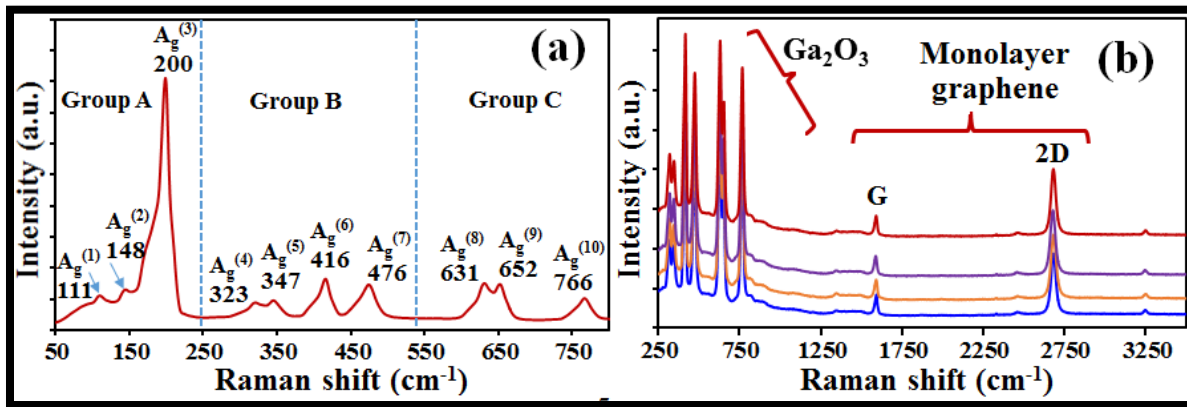 (a)
Ag(3)
200
Group A
Group B
Group C
Ag(2)
148
Ag(1)
111
Ag(4)
323
Ag(5)
347
Ag(6)
416
Ag(7)
476
Ag(8)
631
Ag(9)
652
Ag(10)
766
Intensity (a.u.)
50 150 250 350 450 550 650 750
Raman shift (cm-1)
(b)
Ga2O3
Monolayer
graphene
G
2D
Intensity (a.u.)
250 750 1250 1750 2250 2750 3250
Raman shift (cm-1)